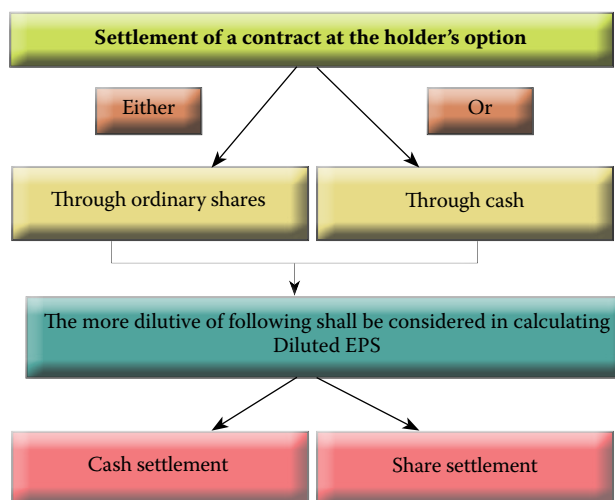 Settlement of a contract at the holder's option
Either
Or
Through ordinary shares
Through cash
The more dilutive of following shall be considered in calculating
Diluted EPS
Cash settlement
Share settlement